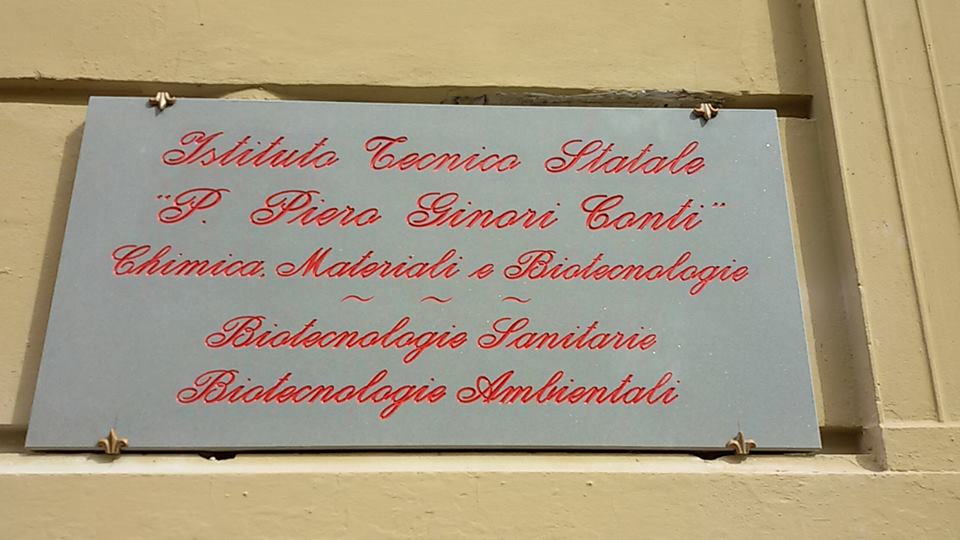 Istituto Tecnico Statale
"P. Piero Ginori Conti"
Chimica, Materiali e Biotecnologie
~ ~ ~
Biotecnologie Sanitarie
Biotecnologie Ambientali